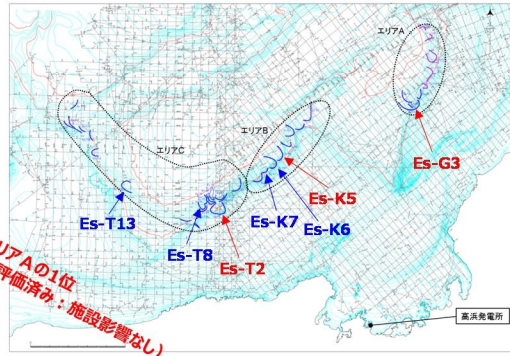 エリアA
エリアB
エリアC
Es-G3
Es-K5
Es-K6
Es-K7
Es-T13
Es-T8
Es-T2
リアAの1位
評価済み:施設影響なし)
高浜発電所